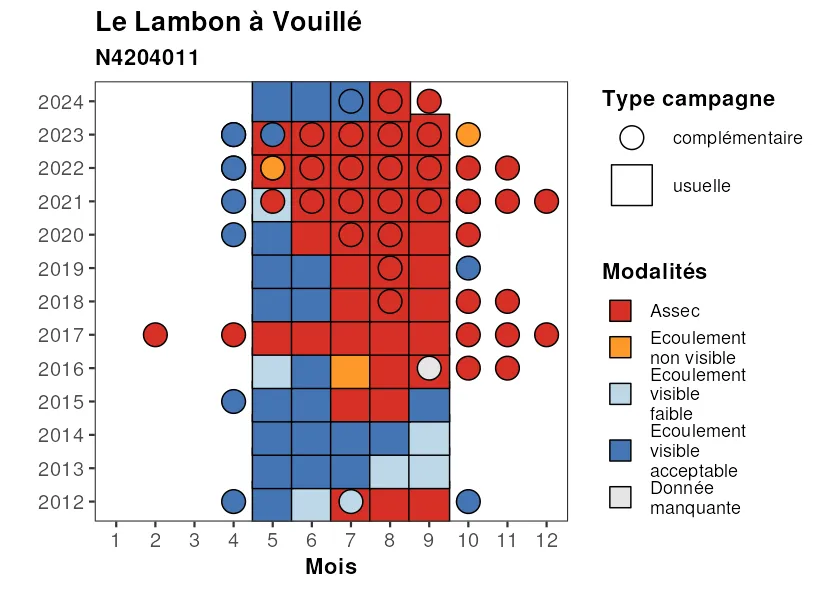 Le Lambon à Vouillé
N4204011
2024
2023
2022
2021
2020
2019
2018
2017
2016
2015
2014
2013
2012
1 2 3 4 5 6 7 8 9 10 11 12
Mois
Type campagne
complémentaire
usuelle
Modalités
Assec
Ecoulement
non visible
Ecoulement
visible
faible
Ecoulement
visible
acceptable
Donnée
manquante